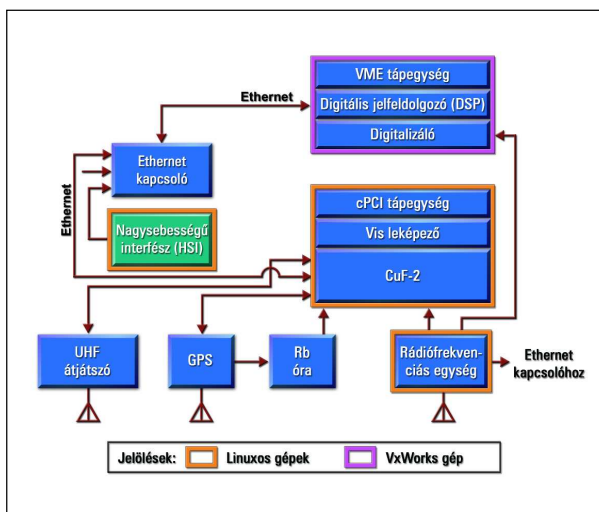 VME tápegység
Ethernet
Digitális jelfeldolgozó (DSP)
Digitalizáló
Ethernet
kapcsoló
Ethernet
cPCI tápegység
Nagysebességű
interfész (HSI)
Vis leképező
CuF-2
UHF
átjátszó
GPS
Rb
óra
Rádiófrekven-
ciás egység
Ethernet
kapcsolóhoz
Jelölések:
Linuxos gépek
VxWorks gép